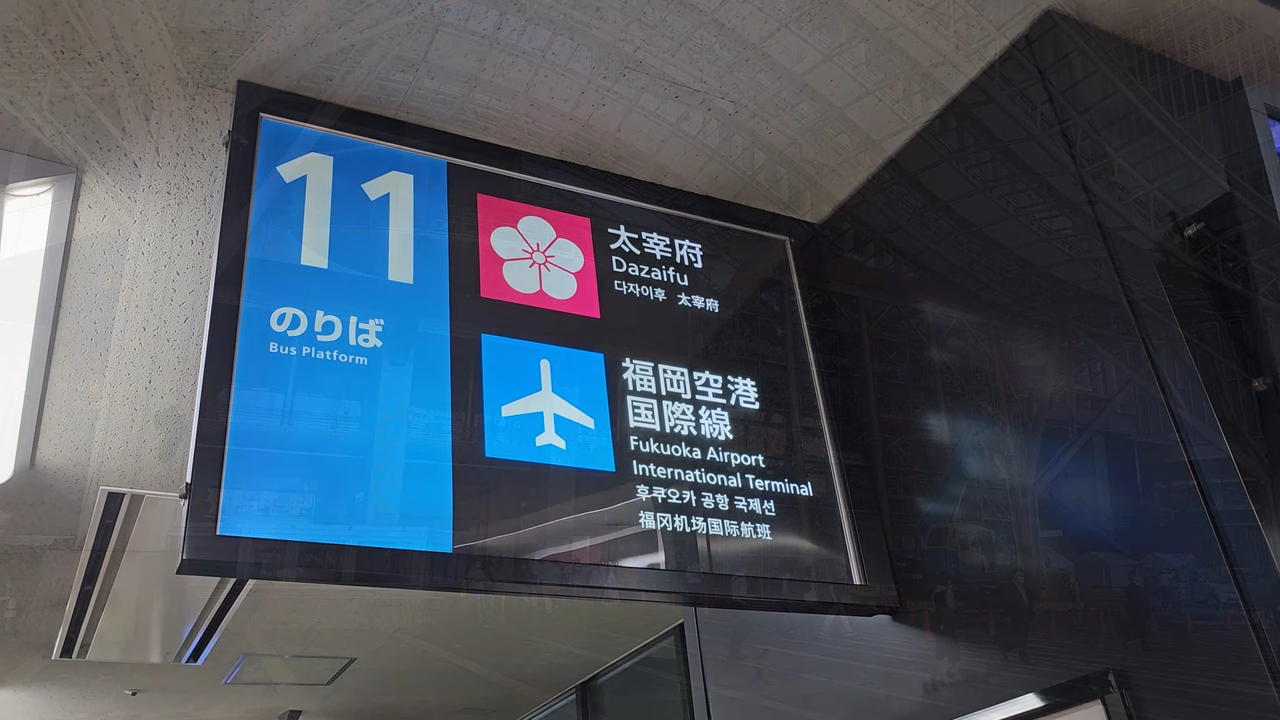 11
のりば
Bus Platform
太宰府
Dazaifu
다자이후 太宰府
福岡空港
国際線
Fukuoka Airport
International Terminal
후쿠오카 공항 국제선
福冈机场国际航班